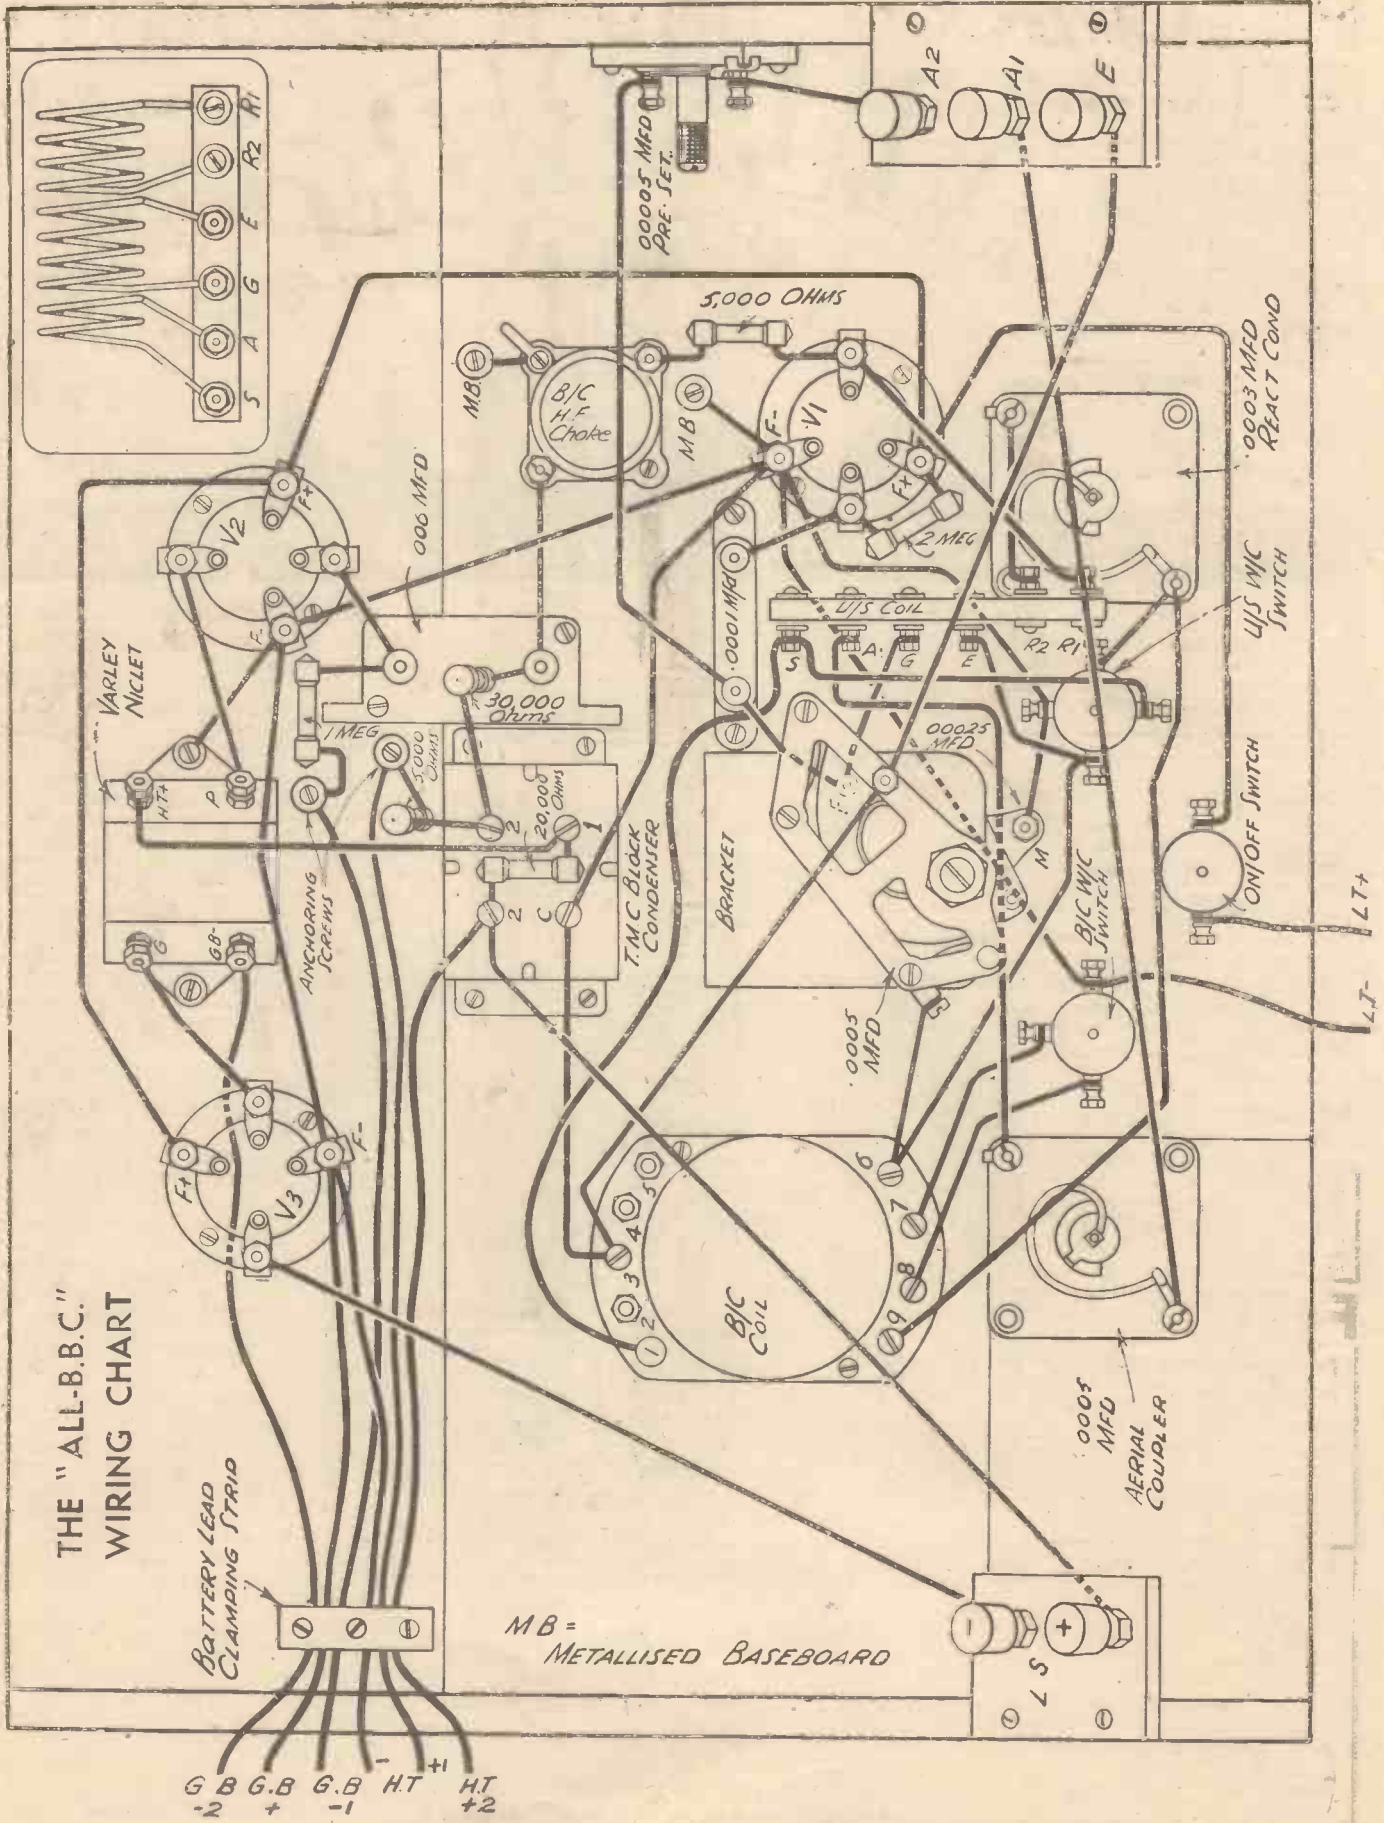 THE "ALL-B.B.C."
WIRING CHART
BATTERY LEAD
CLAMPING STRIP
G B
-2
G.B
+
G.B
-1
-
H.T
+1
H.T
+2
M B =
METALLISED BASEBOARD
L S
-
+
S
A
G
E
R2
R1
VARLEY
NICLET
HT+
P
G
GB-
V2
F+
F-
V3
F+
F-
ANCHORING
SCREWS
1 MEG
5,000
OHMS
.006 MFD
30,000
Ohms
20,000
OHMS
2
1
2
C
T.M.C BLOCK
CONDENSER
M.B.
B/C
H.F
Choke
M B
5,000 OHMS
.00005 MFD
PRE-SET.
A2
A1
E
V1
F-
F+
2 MEG
.0001 Mfd
U/S COIL
S
A
G
E
R2
R1
.0003 MFD
REACT COND
U/S W/C
SWITCH
.00025
MFD
M
BRACKET
F
.0005
MFD
B/C W/C
SWITCH
ON/OFF SWITCH
LT+
LT-
B/C
COIL
1
2
3
4
5
6
7
8
9
.0005
MFD
AERIAL
COUPLER